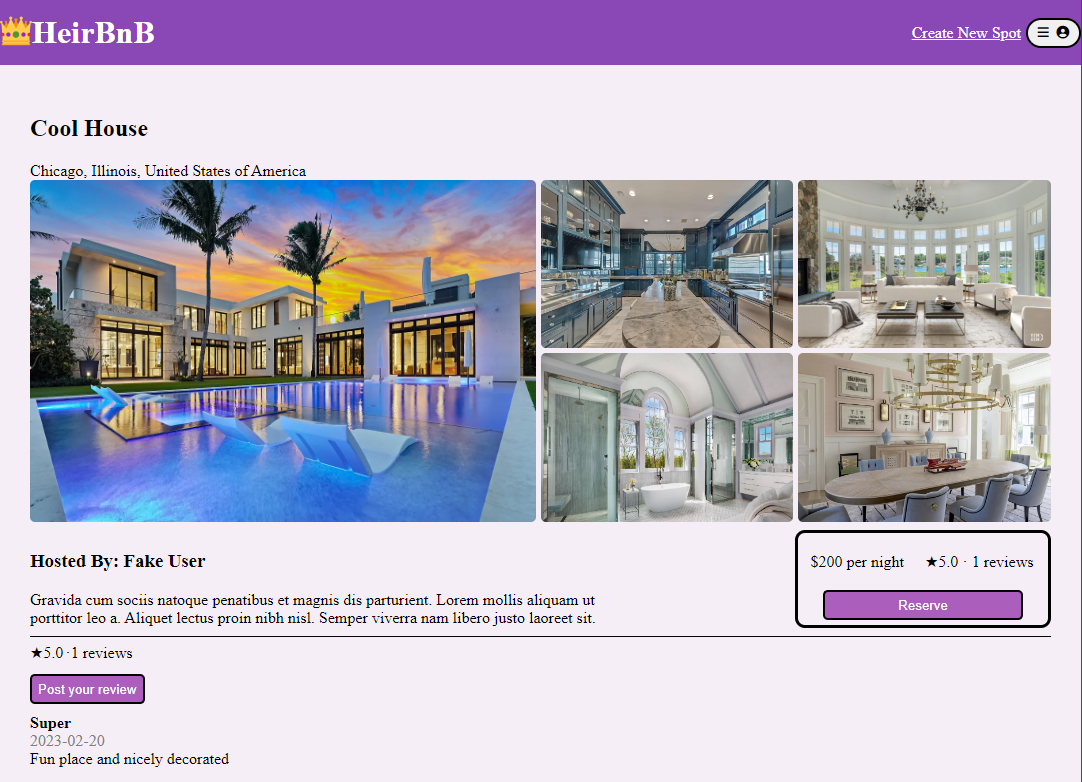 HeirBnB
Create New Spot
Cool House
Chicago, Illinois, United States of America
Hosted By: Fake User
$200 per night ★5.0 · 1 reviews
Reserve
Gravida cum sociis natoque penatibus et magnis dis parturient. Lorem mollis aliquam ut
porttitor leo a. Aliquet lectus proin nibh nisl. Semper viverra nam libero justo laoreet sit.
★5.0 · 1 reviews
Post your review
Super
2023-02-20
Fun place and nicely decorated